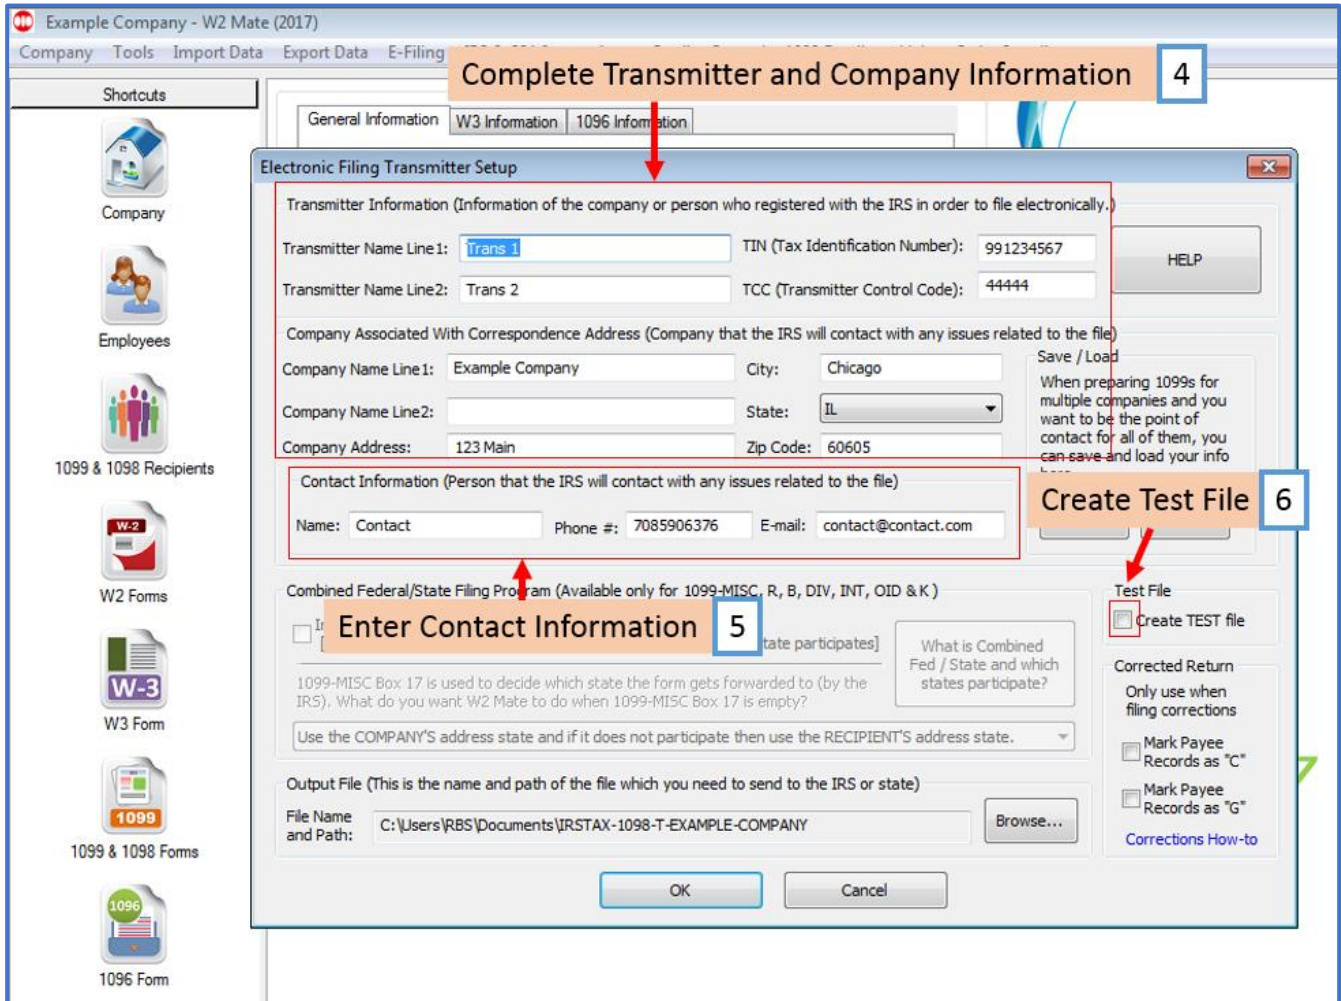 Example Company - W2 Mate (2017)
Company Tools Import Data Export Data E-Filing
Complete Transmitter and Company Information 4
Shortcuts
General Information W3 Information 1096 Information
Electronic Filing Transmitter Setup
Transmitter Information (Information of the company or person who registered with the IRS in order to file electronically.)
Transmitter Name Line1: Trans 1 TIN (Tax Identification Number): 991234567
HELP
Transmitter Name Line2: Trans 2 TCC (Transmitter Control Code): 44444
Company Associated With Correspondence Address (Company that the IRS will contact with any issues related to the file)
Company Name Line1: Example Company City: Chicago
Company Name Line2: State: IL
Company Address: 123 Main Zip Code: 60605
Save / Load
When preparing 1099s for
multiple companies and you
want to be the point of
contact for all of them, you
can save and load your info
Contact Information (Person that the IRS will contact with any issues related to the file)
Name: Contact Phone #: 7085906376 E-mail: contact@contact.com
Create Test File 6
Combined Federal/State Filing Program (Available only for 1099-MISC, R, B, DIV, INT, OID & K )
Enter Contact Information 5
state participates]
What is Combined
Fed / State and which
states participate?
1099-MISC Box 17 is used to decide which state the form gets forwarded to (by the
IRS). What do you want W2 Mate to do when 1099-MISC Box 17 is empty?
Use the COMPANY'S address state and if it does not participate then use the RECIPIENT'S address state.
Test File
Create TEST file
Corrected Return
Only use when
filing corrections
Mark Payee
Records as "C"
Mark Payee
Records as "G"
Corrections How-to
Output File (This is the name and path of the file which you need to send to the IRS or state)
File Name
and Path: C:\Users\RBS\Documents\IRSTAX-1098-T-EXAMPLE-COMPANY Browse...
OK Cancel
Company
Employees
1099 & 1098 Recipients
W-2
W2 Forms
W-3
W3 Form
1099
1099 & 1098 Forms
1096
1096 Form
7